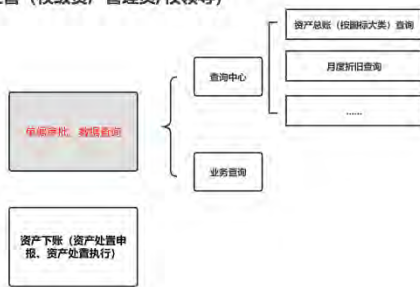 (校级资产管理员/校领导)
资产总账（按国标大类）查询
查询中心
月度折旧查询
单据审批、数据查询
……
业务查询
资产下账（资产处置申
报、资产处置执行）